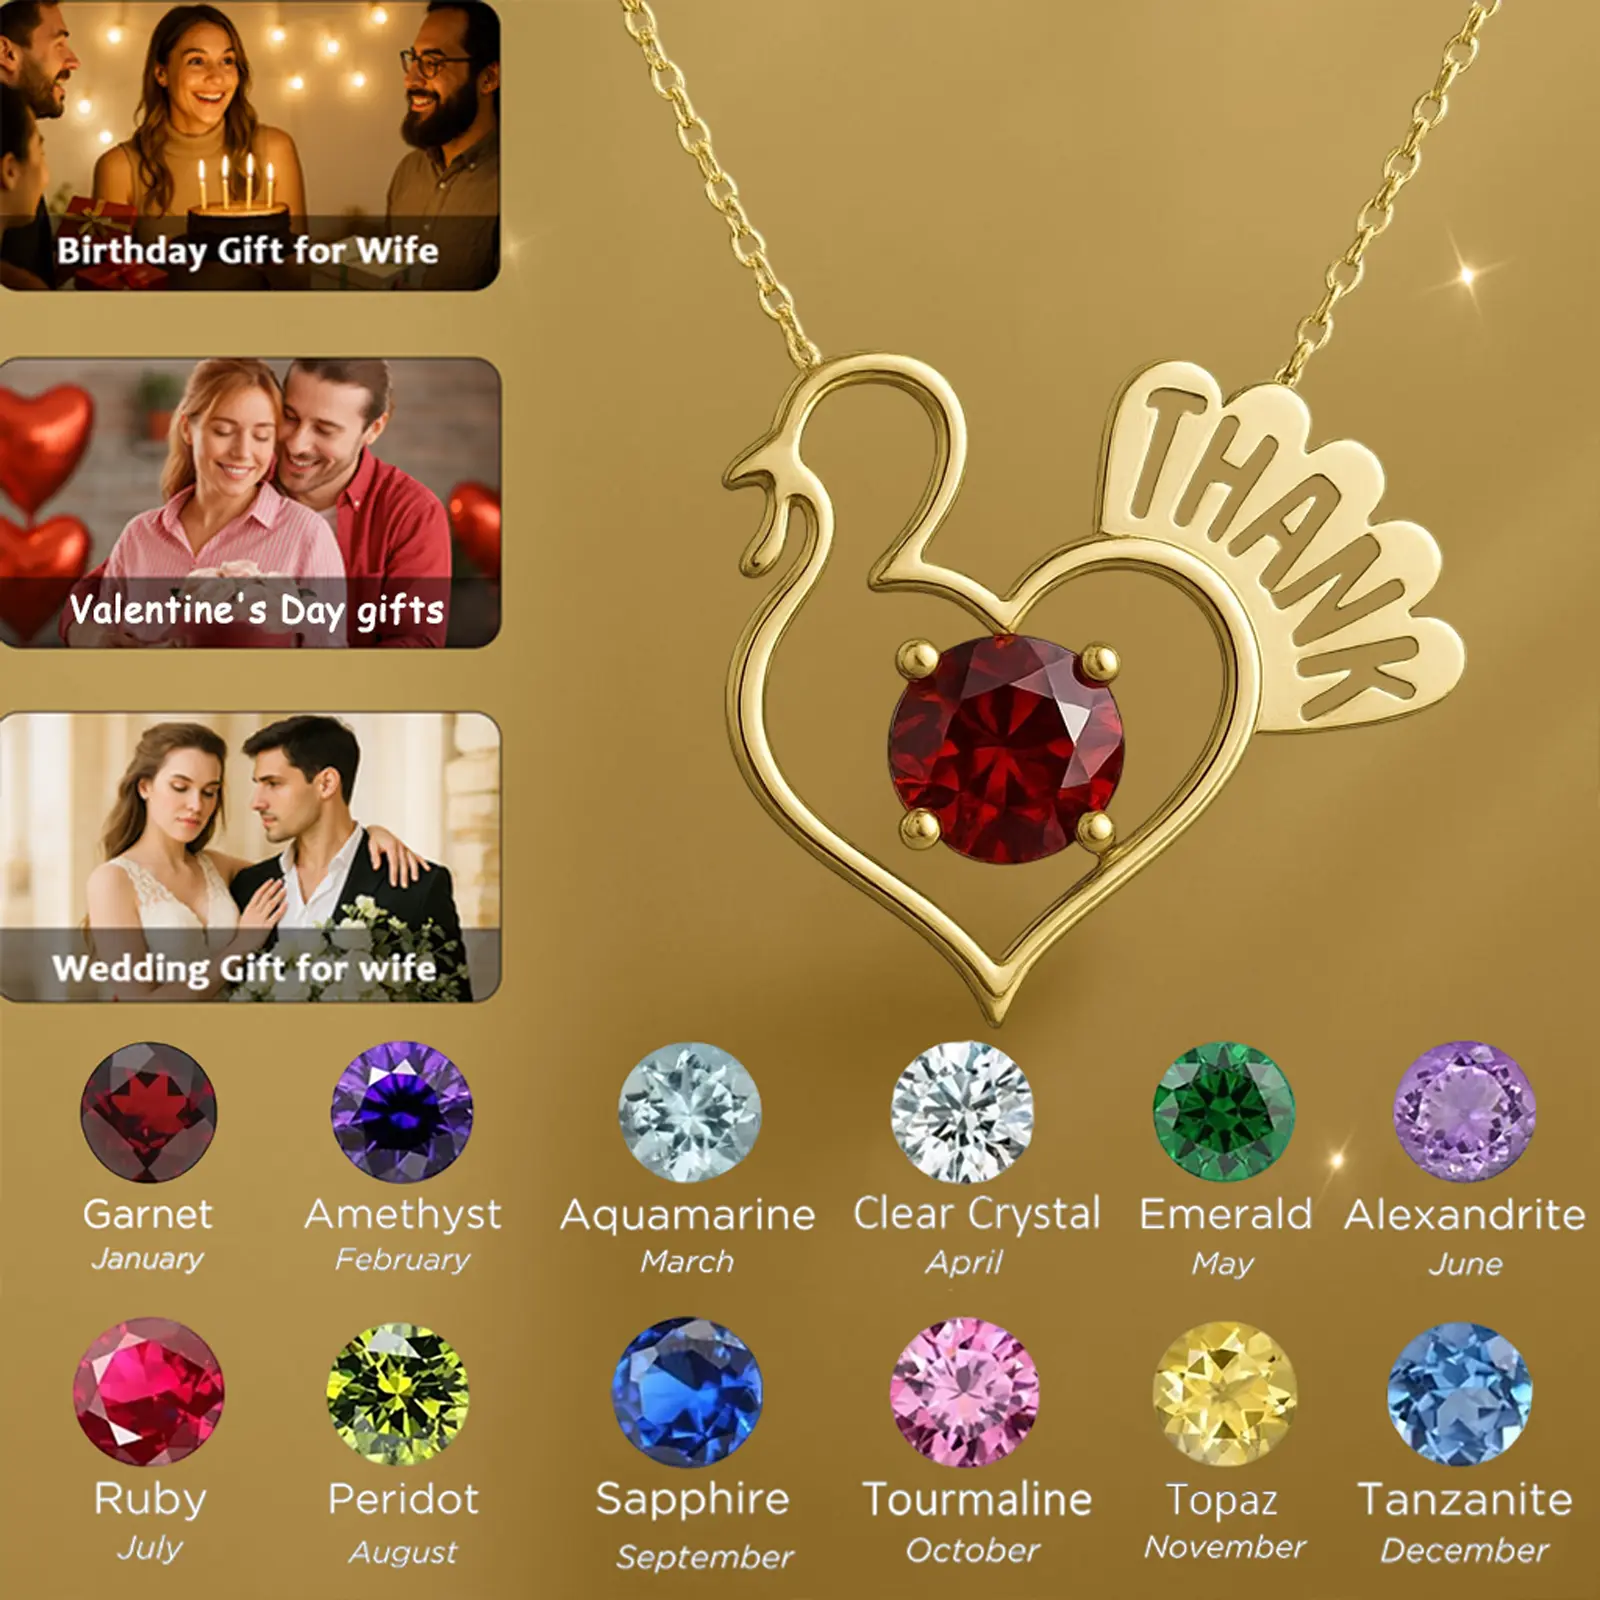 Birthday Gift for Wife
Valentine's Day gifts
Wedding Gift for wife
THANK
Garnet
January
Amethyst
February
Aquamarine
March
Clear Crystal
April
Emerald
May
Alexandrite
June
Ruby
July
Peridot
August
Sapphire
September
Tourmaline
October
Topaz
November
Tanzanite
December